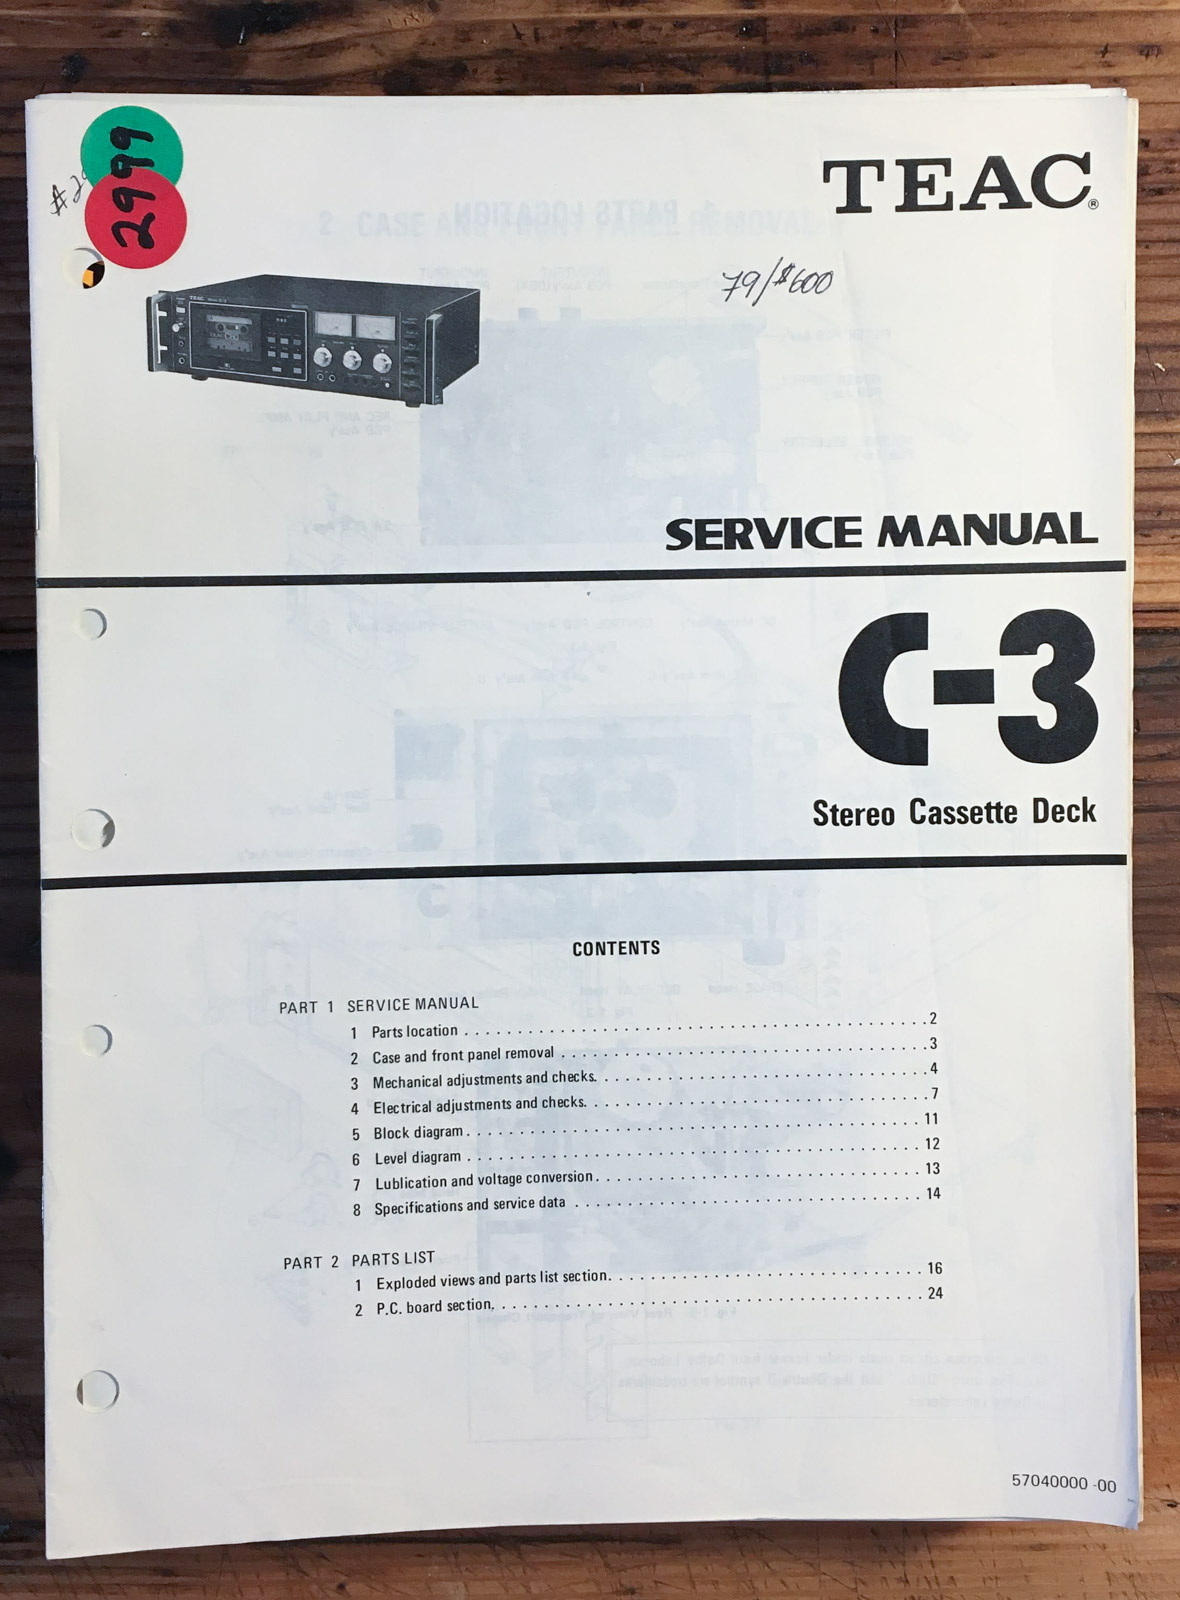 #29
2999
TEAC®
79/$600
TEAC
SERVICE MANUAL
C-3
Stereo Cassette Deck
CONTENTS
PART 1 SERVICE MANUAL
1 Parts location . . . . . . . . . . . . . . . . . . . . 2
2 Case and front panel removal . . . . . . . . . . . . . . . . . . . . 3
3 Mechanical adjustments and checks. . . . . . . . . . . . . . . . . . . . 4
4 Electrical adjustments and checks. . . . . . . . . . . . . . . . . . . . 7
5 Block diagram . . . . . . . . . . . . . . . . . . . . 11
6 Level diagram . . . . . . . . . . . . . . . . . . . . 12
7 Lublication and voltage conversion . . . . . . . . . . . . . . . . . . . . 13
8 Specifications and service data . . . . . . . . . . . . . . . . . . . . 14
PART 2 PARTS LIST
1 Exploded views and parts list section. . . . . . . . . . . . . . . . . . . . 16
2 P.C. board section. . . . . . . . . . . . . . . . . . . . 24
57040000 -00